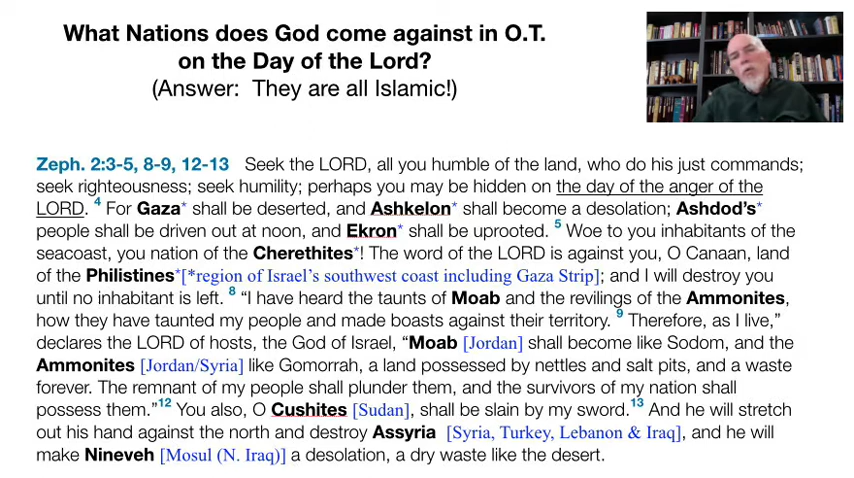 What Nations does God come against in O.T.
on the Day of the Lord?
(Answer:  They are all Islamic!)
Zeph. 2:3-5, 8-9, 12-13   Seek the LORD, all you humble of the land, who do his just commands;
seek righteousness; seek humility; perhaps you may be hidden on the day of the anger of the
LORD. 4 For Gaza* shall be deserted, and Ashkelon* shall become a desolation; Ashdod’s*
people shall be driven out at noon, and Ekron* shall be uprooted. 5 Woe to you inhabitants of the
seacoast, you nation of the Cherethites*! The word of the LORD is against you, O Canaan, land
of the Philistines*[*region of Israel’s southwest coast including Gaza Strip]; and I will destroy you
until no inhabitant is left. 8 “I have heard the taunts of Moab and the revilings of the Ammonites,
how they have taunted my people and made boasts against their territory. 9 Therefore, as I live,”
declares the LORD of hosts, the God of Israel, “Moab [Jordan] shall become like Sodom, and the
Ammonites [Jordan/Syria] like Gomorrah, a land possessed by nettles and salt pits, and a waste
forever. The remnant of my people shall plunder them, and the survivors of my nation shall
possess them.”12 You also, O Cushites [Sudan], shall be slain by my sword.13 And he will stretch
out his hand against the north and destroy Assyria  [Syria, Turkey, Lebanon & Iraq], and he will
make Nineveh [Mosul (N. Iraq)] a desolation, a dry waste like the desert.